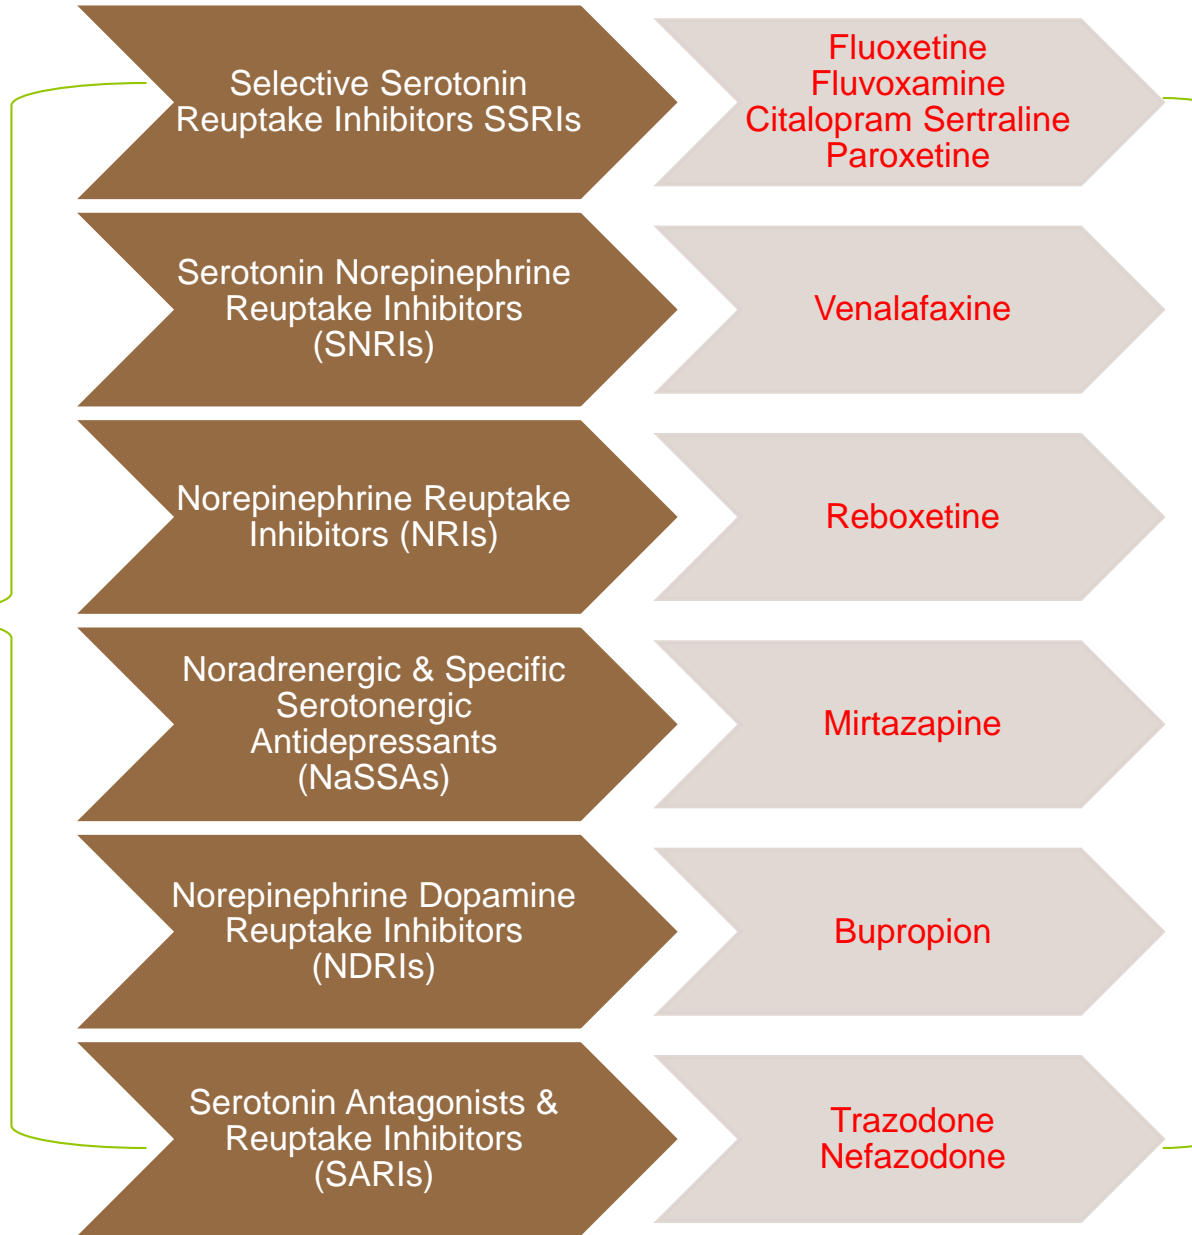 Selective Serotonin
Reuptake Inhibitors SSRIs
Fluoxetine
Fluvoxamine
Citalopram Sertraline
Paroxetine
Serotonin Norepinephrine
Reuptake Inhibitors
(SNRIs)
Venalafaxine
Norepinephrine Reuptake
Inhibitors (NRIs)
Reboxetine
Noradrenergic & Specific
Serotonergic
Antidepressants
(NaSSAs)
Mirtazapine
Norepinephrine Dopamine
Reuptake Inhibitors
(NDRIs)
Bupropion
Serotonin Antagonists &
Reuptake Inhibitors
(SARIs)
Trazodone
Nefazodone